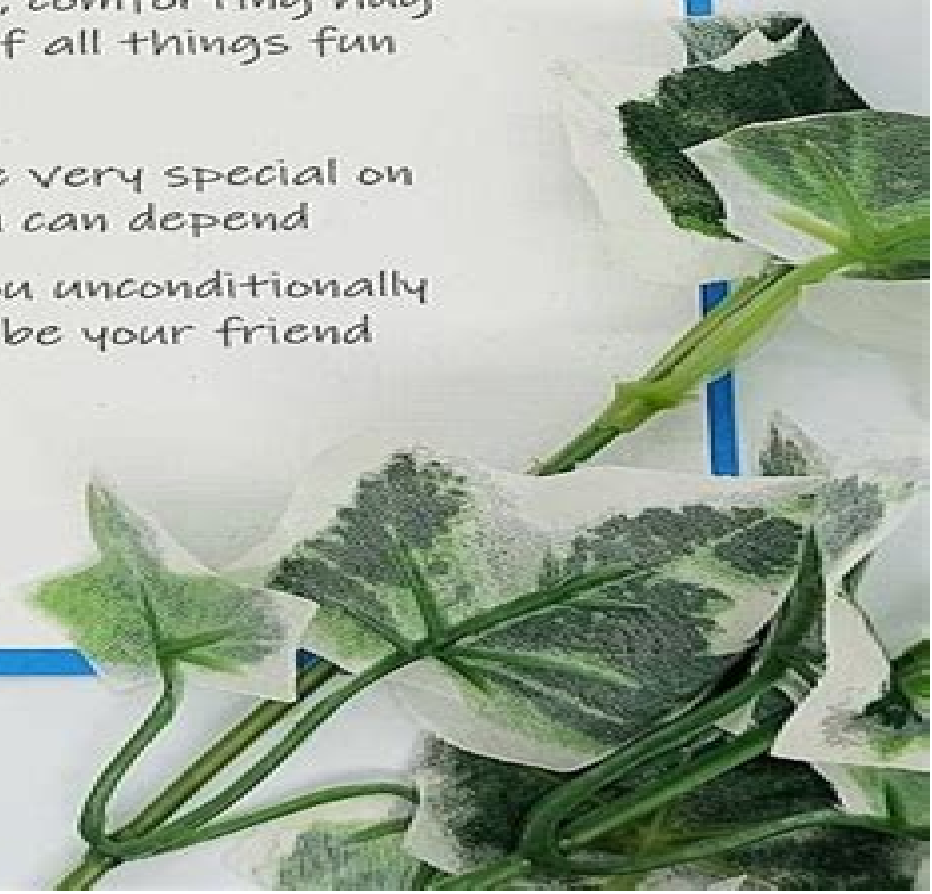 , comforting hug
f all things fun
very special on
can depend
u unconditionally
be your friend